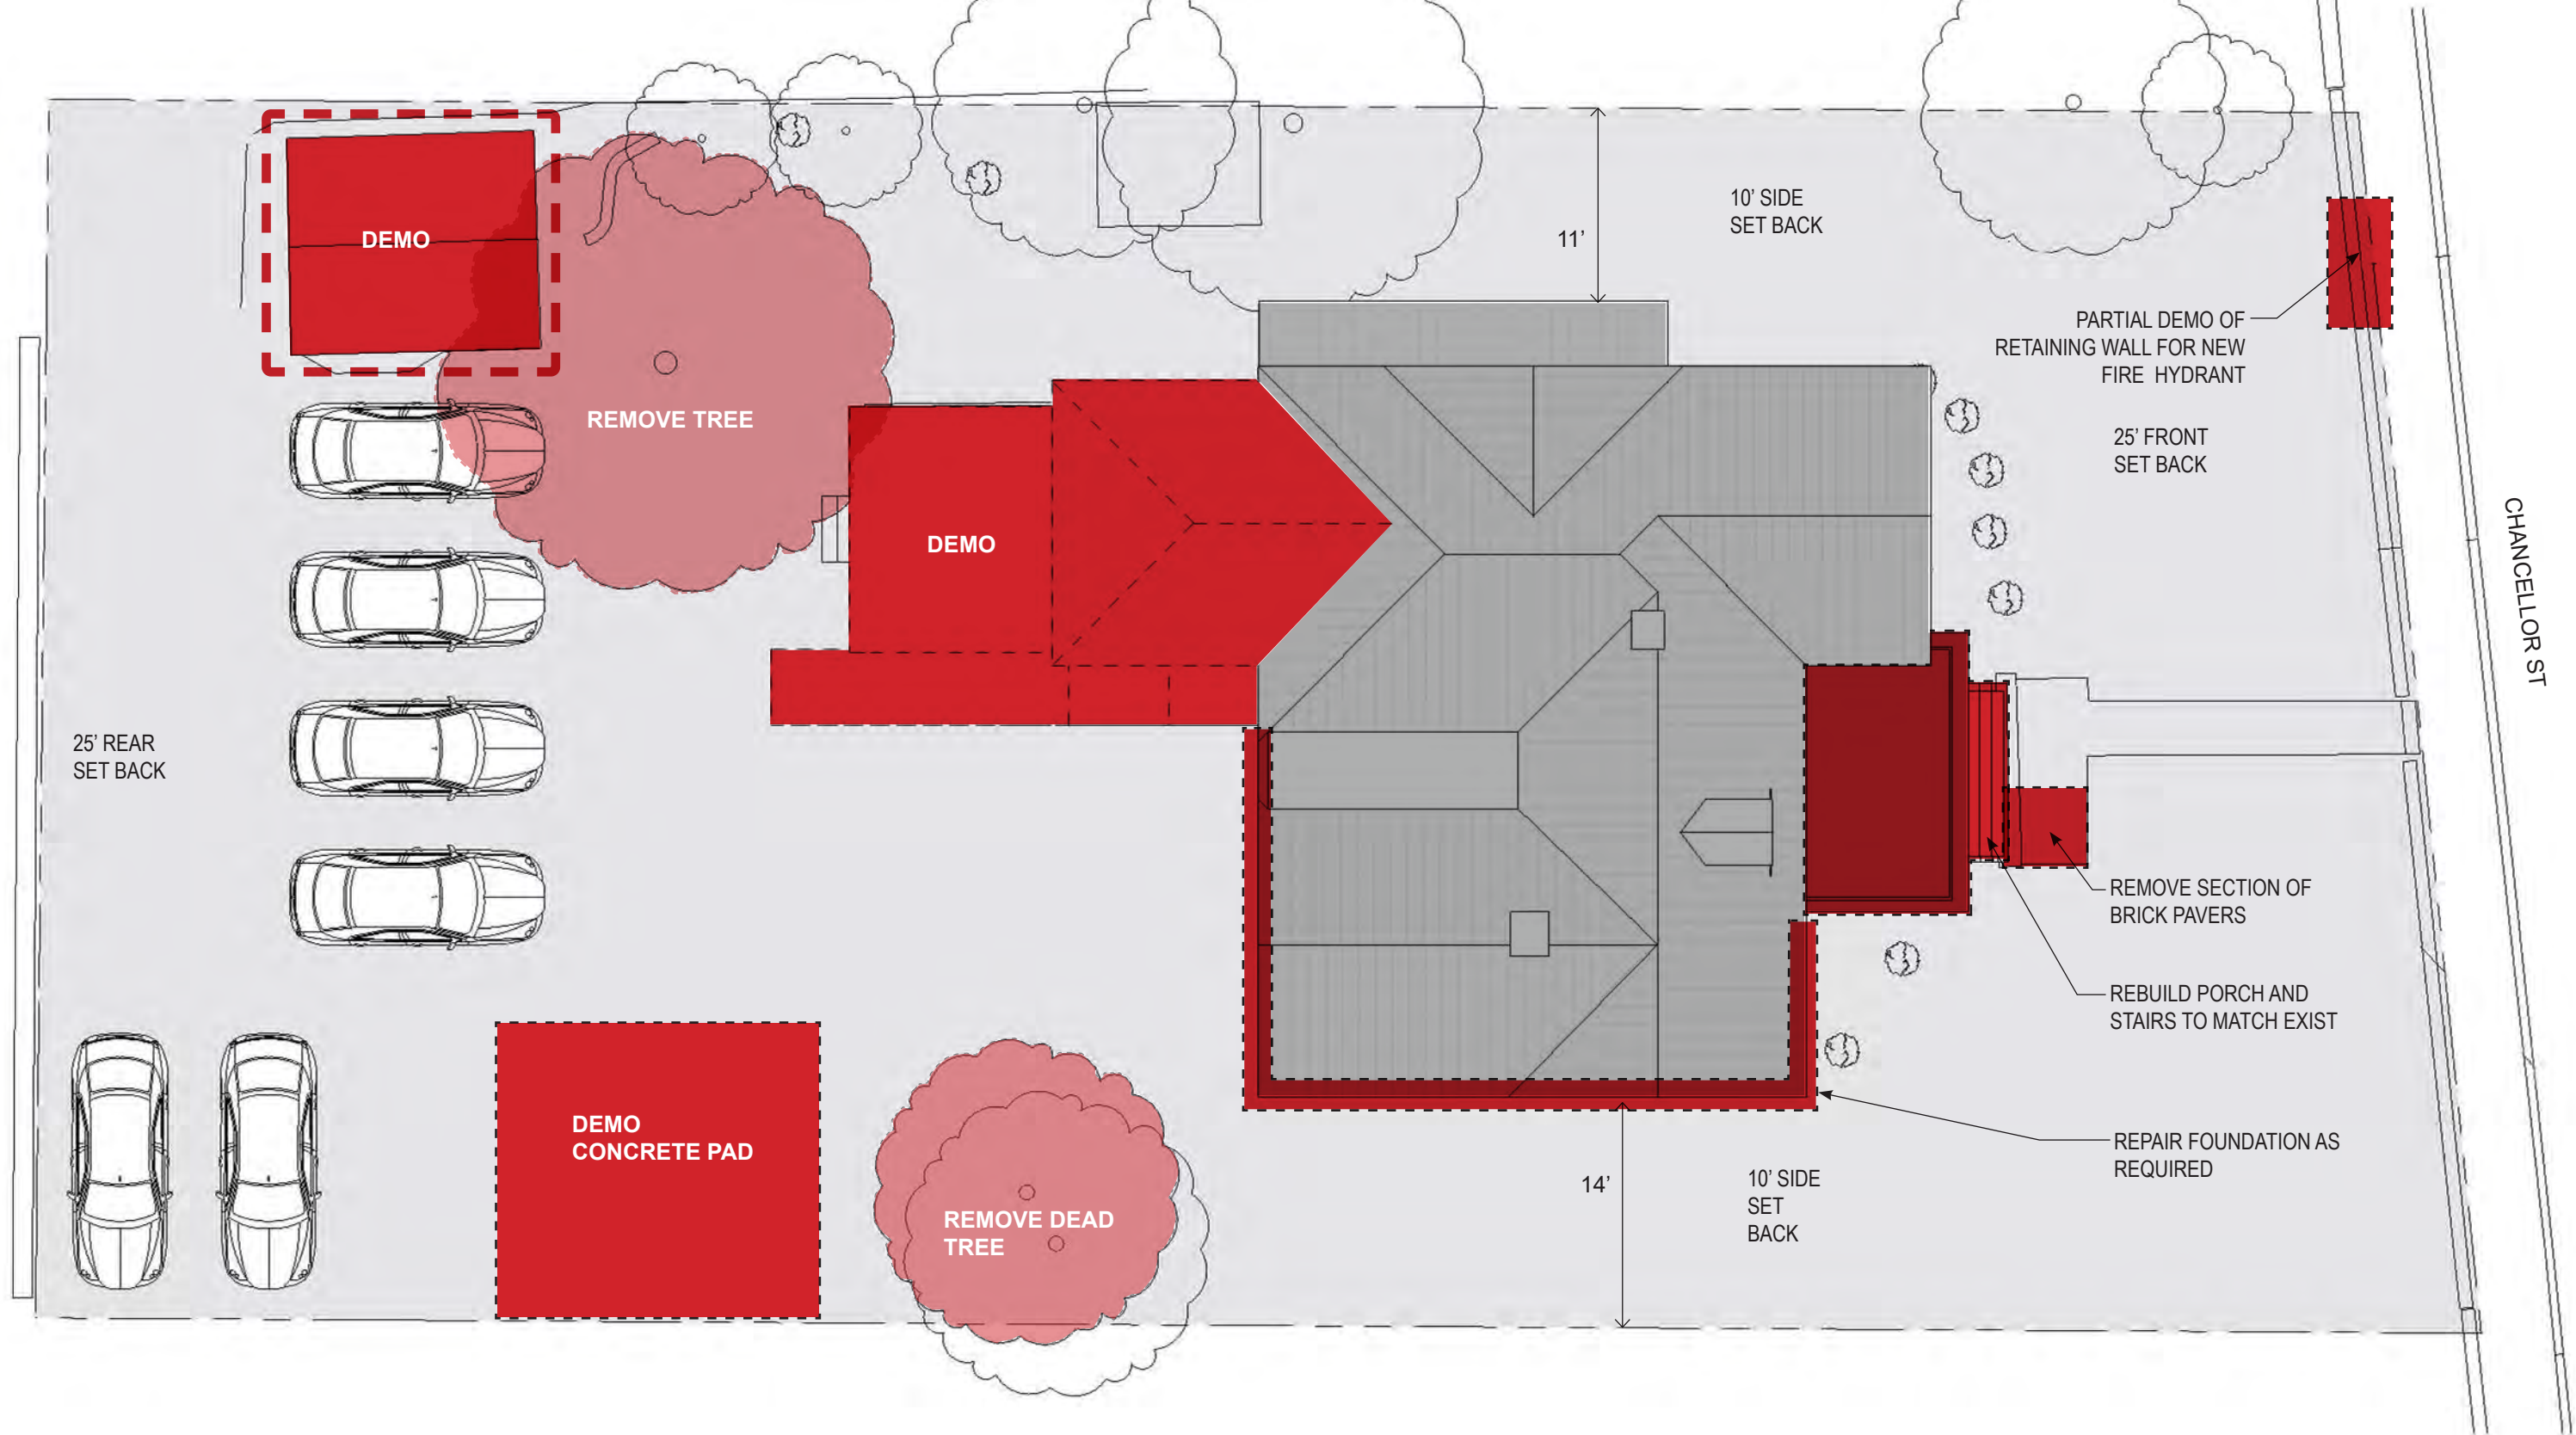 DEMO
10’ SIDE
SET BACK
11’
PARTIAL DEMO OF
RETAINING WALL FOR NEW
FIRE HYDRANT
REMOVE TREE
25’ FRONT
SET BACK
DEMO
CHANCELLOR ST
25’ REAR
SET BACK
REMOVE SECTION OF
BRICK PAVERS
REBUILD PORCH AND
STAIRS TO MATCH EXIST
DEMO
CONCRETE PAD
REPAIR FOUNDATION AS
REQUIRED
14’
10’ SIDE
SET
BACK
REMOVE DEAD
TREE